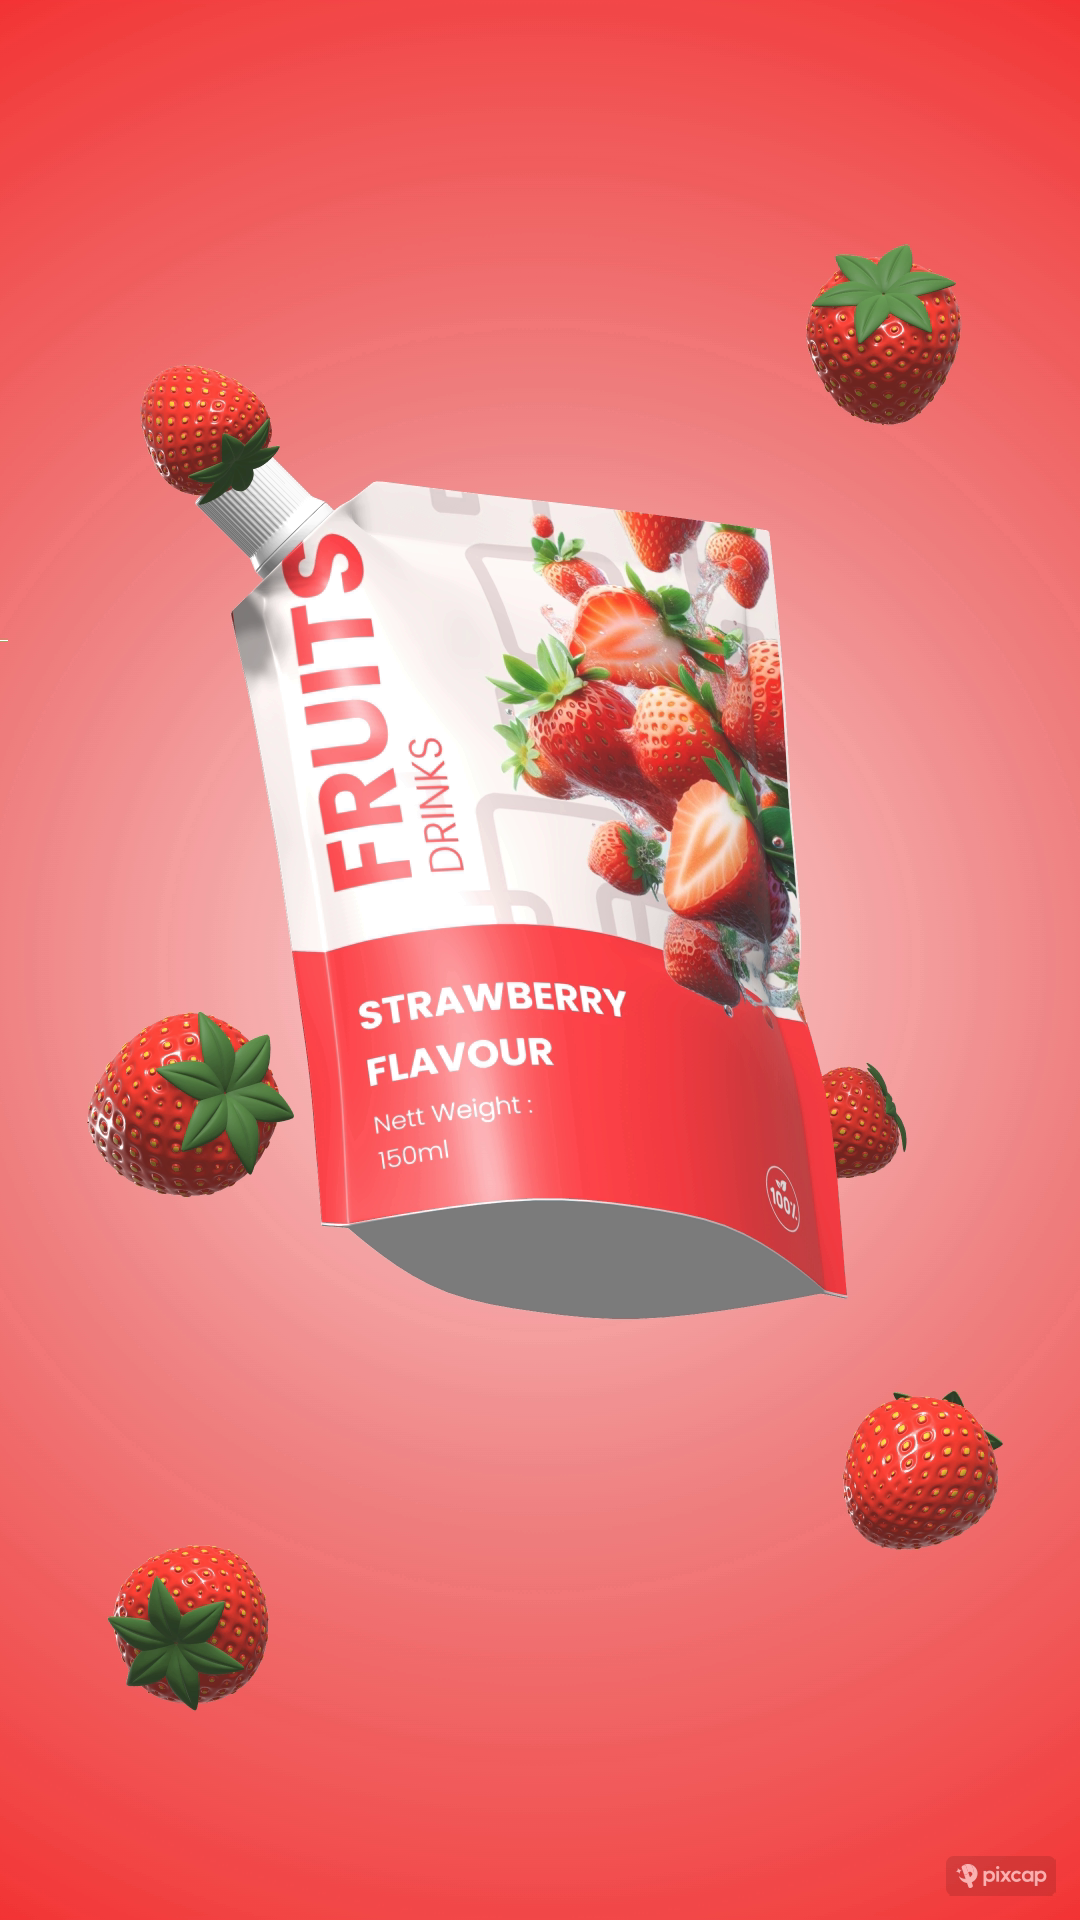 FRUITS
DRINKS
STRAWBERRY
FLAVOUR
Nett Weight :
150ml
100%
pixcap